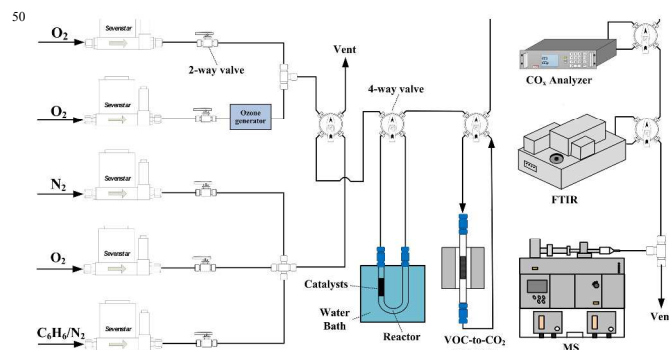 50
O₂
Sevenstar
2-way valve
Vent
4-way valve
COₓ Analyzer
O₂
Sevenstar
Ozone
generator
N₂
Sevenstar
FTIR
O₂
Sevenstar
Catalysts
Water
Bath
Reactor
VOC-to-CO₂
C₆H₆/N₂
Sevenstar
MS
Ven